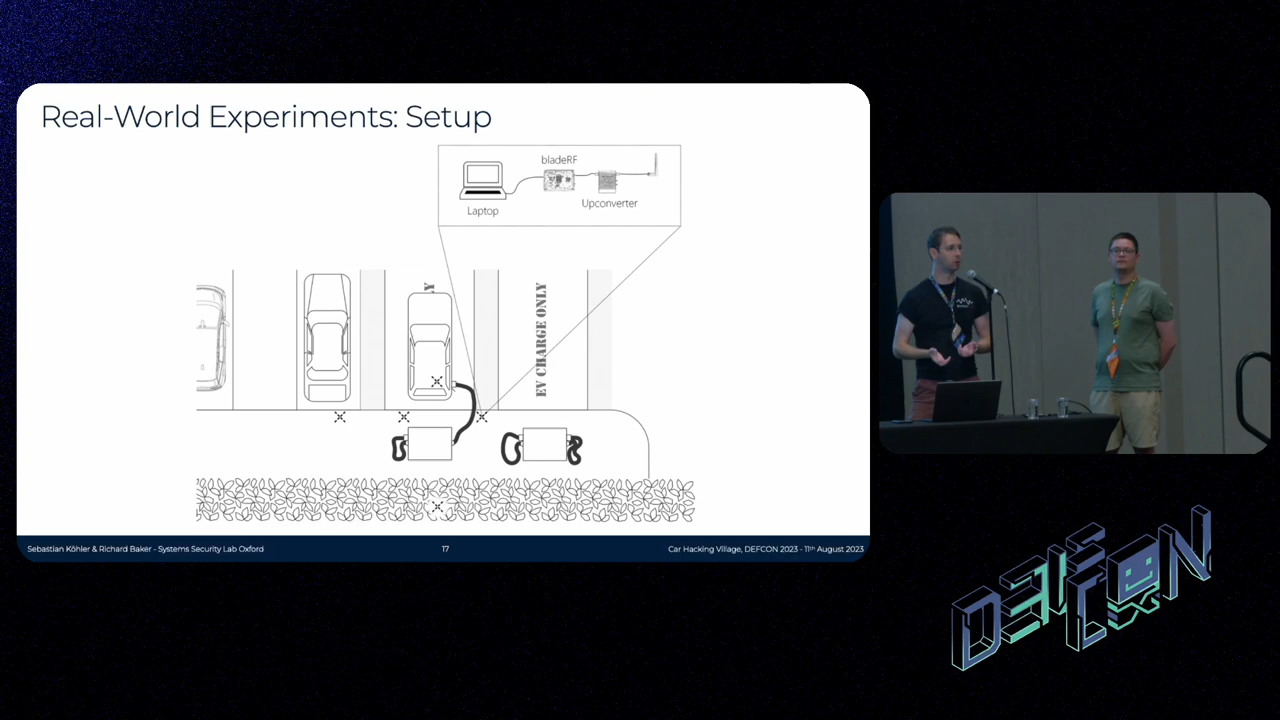 Real-World Experiments: Setup
bladeRF
Laptop
Upconverter
Y
EV CHARGE ONLY
Sebastian Köhler & Richard Baker - Systems Security Lab Oxford
17
Car Hacking Village, DEFCON 2023 - 11th August 2023
DEFCON